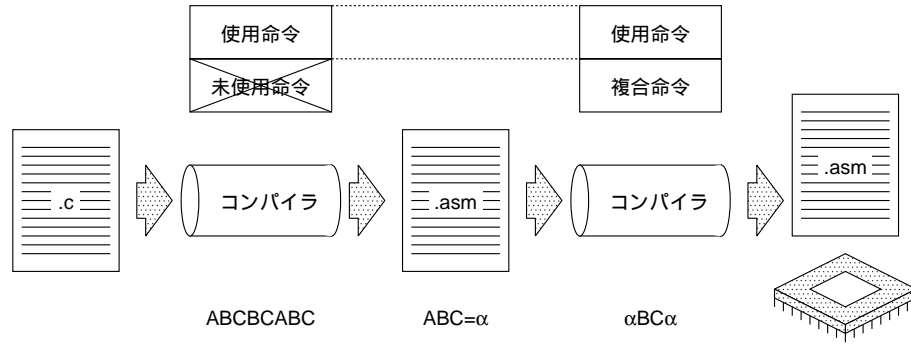 使用命令
使用命令
未使用命令
複合命令
.c
コンパイラ
.asm
コンパイラ
.asm
ABCBCABC
ABC=α
αBCα